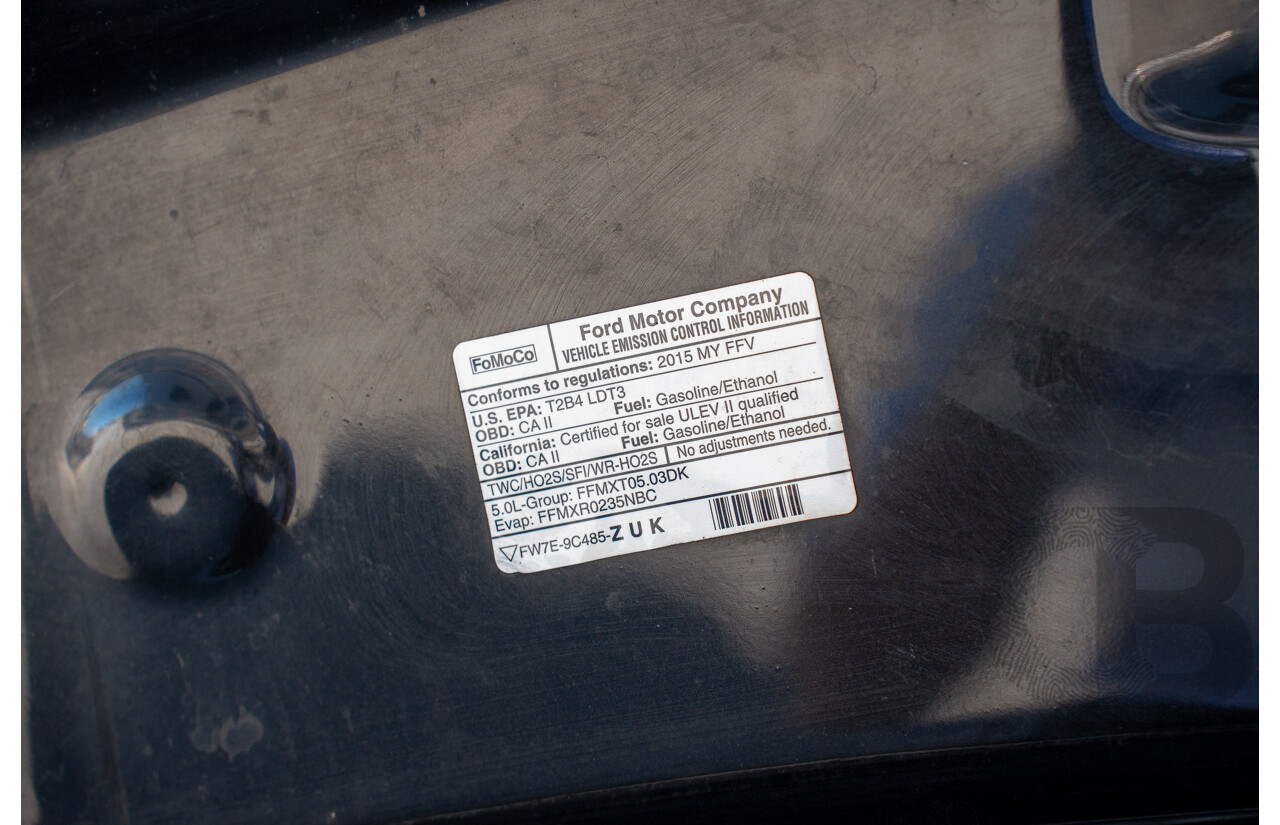 FoMoCo
Ford Motor Company
VEHICLE EMISSION CONTROL INFORMATION
Conforms to regulations: 2015 MY FFV
U.S. EPA: T2B4 LDT3
OBD: CA II Fuel: Gasoline/Ethanol
California: Certified for sale ULEV II qualified
OBD: CA II Fuel: Gasoline/Ethanol
TWC/HO2S/SFI/WR-HO2S No adjustments needed.
5.0L-Group: FFMXT05.03DK
Evap: FFMXR0235NBC
FW7E-9C485-ZUK
B